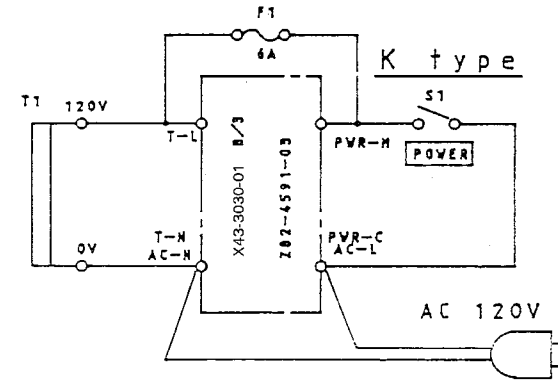 F1
6A
K type
T1
120V
S1
T-L
B/3
PWR-M
POWER
X43-3030-01
Z82-4591-03
T-N
AC-N
PWR-C
AC-L
0V
AC 120V